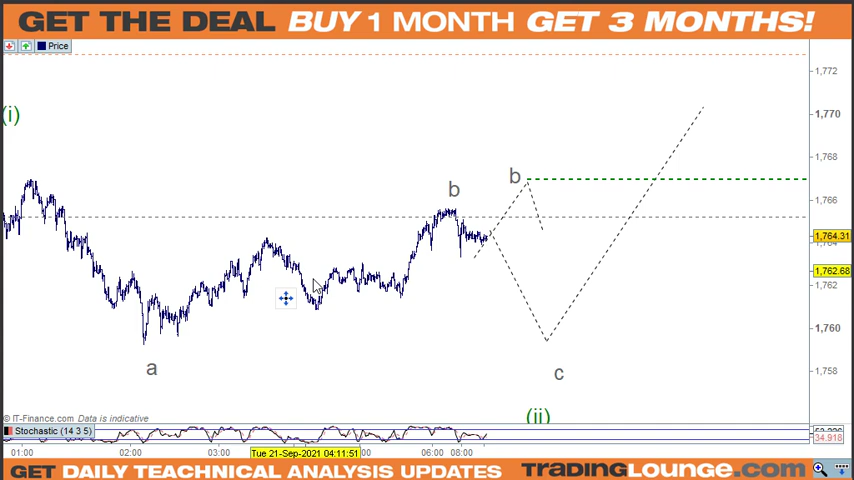 GET THE DEAL BUY 1 MONTH GET 3 MONTHS!
Price
1,772
(i)
1,770
1,768
b
b
1,766
1,764.31
1,762.68
1,762
1,760
a
c
1,758
(ii)
© IT-Finance.com Data is indicative
Stochastic (14 3 5)
34.918
01:00 02:00 03:00 Tue 21-Sep-2021 04:11:51 06:00 08:00
GET DAILY TEACHNICAL ANALYSIS UPDATES TRADINGLOUNGE.com